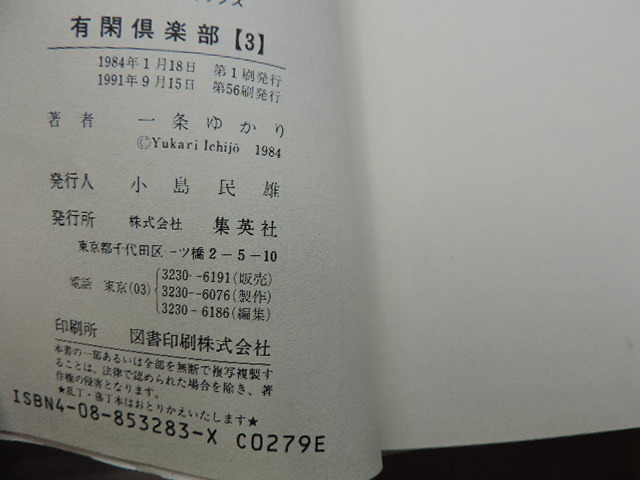 有閑倶楽部【3】
1984年1月18日 第1刷発行
1991年9月15日 第56刷発行
著者 一条ゆかり
©Yukari Ichijō 1984
発行人 小島民雄
発行所 株式会社 集英社
東京都千代田区一ツ橋2-5-10
3230-6191(販売)
電話 東京(03) 3230-6076(製作)
3230-6186(編集)
印刷所 図書印刷株式会社
本書の一部あるいは全部を無断で複写複製す
ることは、法律で認められた場合を除き、著
作権の侵害となります。
★乱丁・落丁本はおとりかえいたします★
ISBN4-08-853283-X C0279E